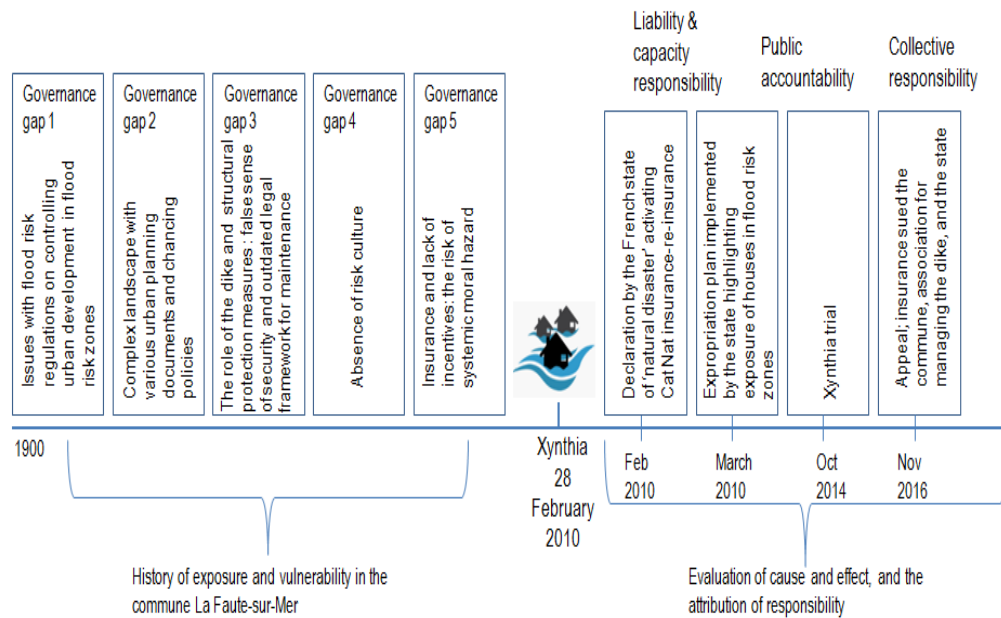 Liability &
capacity
responsibility
Public
accountability
Collective
responsibility
Governance
gap 1
Issues with flood risk
regulations on controlling
urban development in flood
risk zones
Governance
gap 2
Complex landscape with
various urban planning
documents and chancing
policies
Governance
gap 3
The role of the dike and structural
protection measures : false sense
of security and outdated legal
framework for maintenance
Governance
gap 4
Absence of risk culture
Governance
gap 5
Insurance and lack of
incentives: the risk of
systemic moral hazard
Declaration by the French state
of ‘natural disaster’ activating
Cat Nat insurance-re-insurance
Expropriation plan implemented
by the state highlighting
exposure of houses in flood risk
zones
Xynthia trial
Appeal; insurance sued the
commune, association for
managing the dike, and the state
1900
Xynthia
28
February
2010
Feb
2010
March
2010
Oct
2014
Nov
2016
History of exposure and vulnerability in the
commune La Faute-sur-Mer
Evaluation of cause and effect, and the
attribution of responsibility